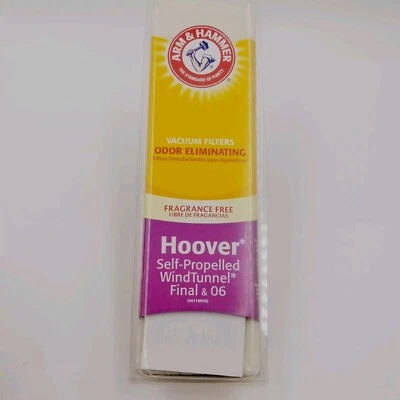 ARM & HAMMER
THE STANDARD OF PURITY
VACUUM FILTERS
ODOR ELIMINATING
Filtros Desodorizantes para Aspiradoras
FRAGRANCE FREE
LIBRE DE FRAGANCIAS
Hoover*
Self-Propelled
WindTunnel*
Final & 06